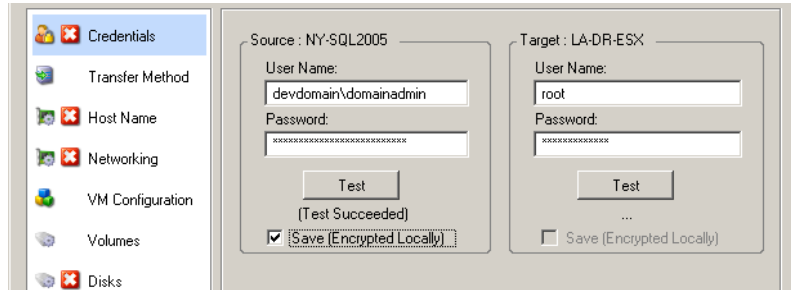 Credentials
Transfer Method
Host Name
Networking
VM Configuration
Volumes
Disks
Source : NY-SQL2005
User Name:
devdomain\domainadmin
Password:
**************************
Test
(Test Succeeded)
Save (Encrypted Locally)
Target : LA-DR-ESX
User Name:
root
Password:
*************
Test
...
Save (Encrypted Locally)